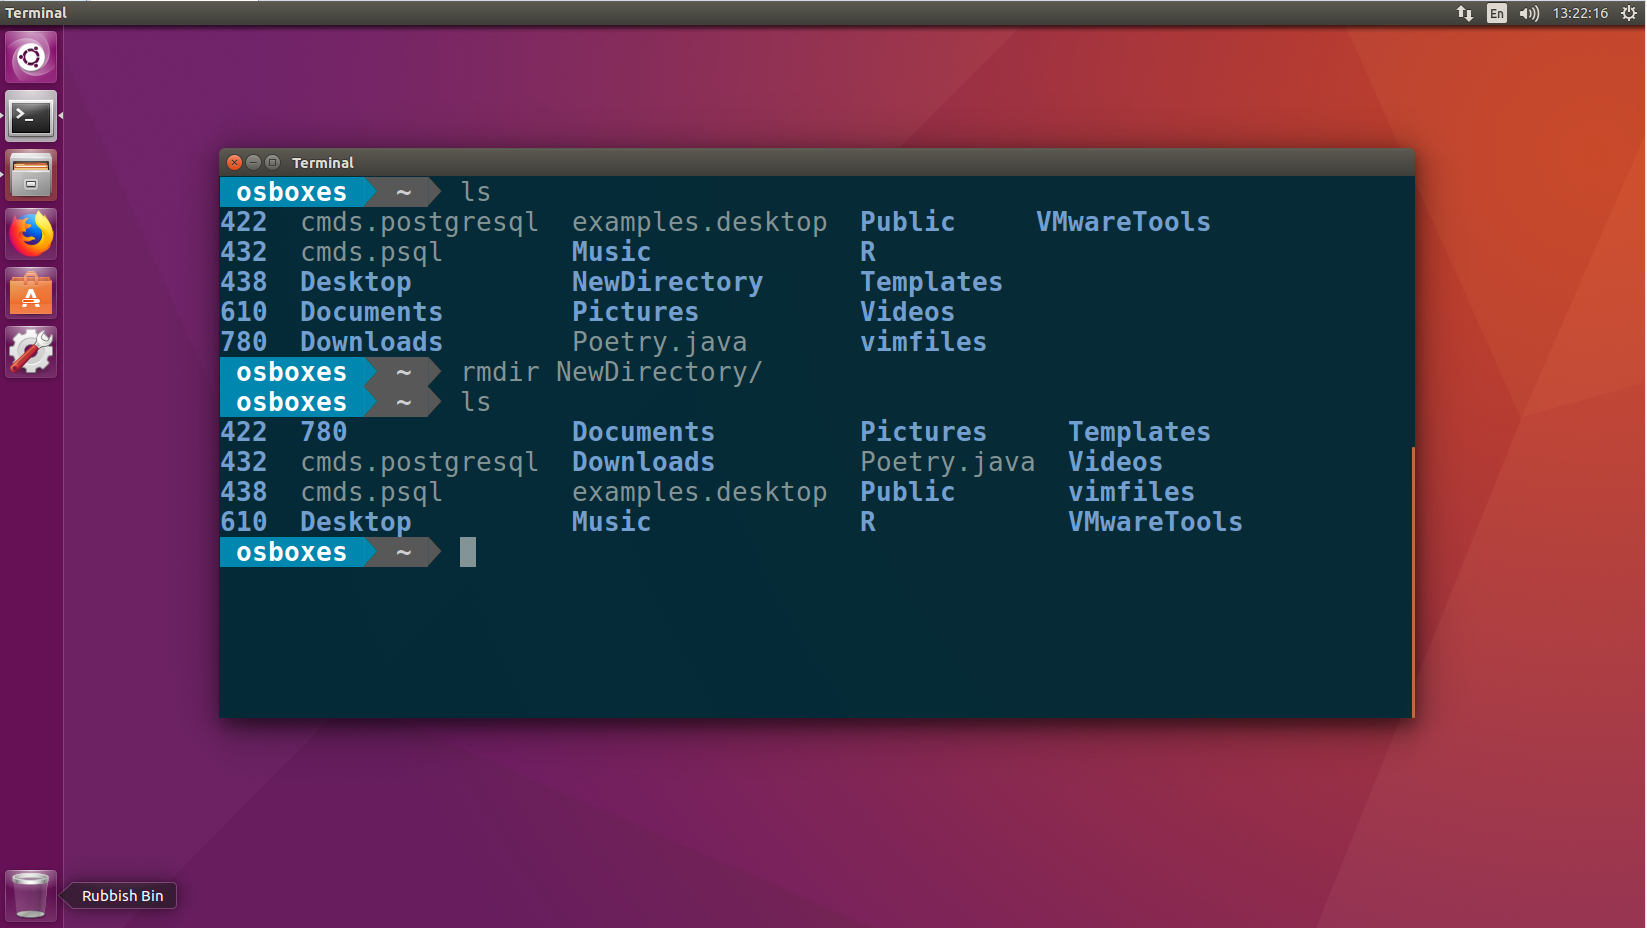 Terminal
En
13:22:16
Terminal
osboxes ~ ls
422 cmds.postgresql examples.desktop Public VMwareTools
432 cmds.psql Music R
438 Desktop NewDirectory Templates
610 Documents Pictures Videos
780 Downloads Poetry.java vimfiles
osboxes ~ rmdir NewDirectory/
osboxes ~ ls
422 780 Documents Pictures Templates
432 cmds.postgresql Downloads Poetry.java Videos
438 cmds.psql examples.desktop Public vimfiles
610 Desktop Music R VMwareTools
osboxes ~
Rubbish Bin